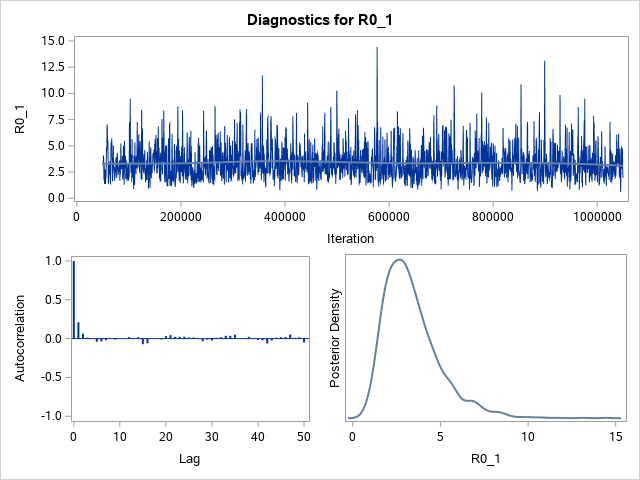 Diagnostics for R0_1
15.0
12.5
10.0
7.5
5.0
2.5
0.0
R0_1
0 200000 400000 600000 800000 1000000
Iteration
1.0
0.5
0.0
-0.5
-1.0
Autocorrelation
0 10 20 30 40 50
Lag
Posterior Density
0 5 10 15
R0_1